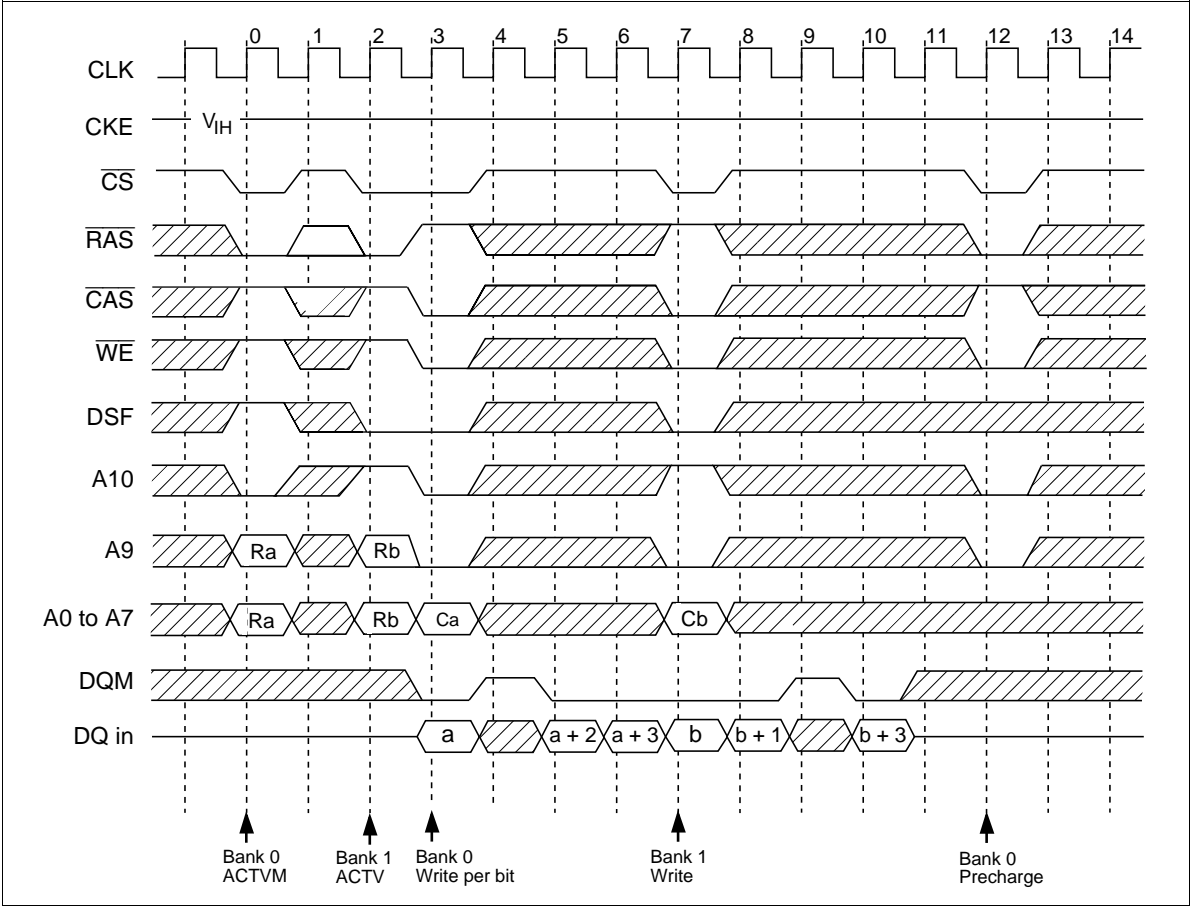 0 1 2 3 4 5 6 7 8 9 10 11 12 13 14
CLK
CKE VIH
CS
RAS
CAS
WE
DSF
A10
A9 Ra Rb
A0 to A7 Ra Rb Ca Cb
DQM
DQ in a a + 2 a + 3 b b + 1 b + 3
Bank 0
ACTVM
Bank 1
ACTV
Bank 0
Write per bit
Bank 1
Write
Bank 0
Precharge